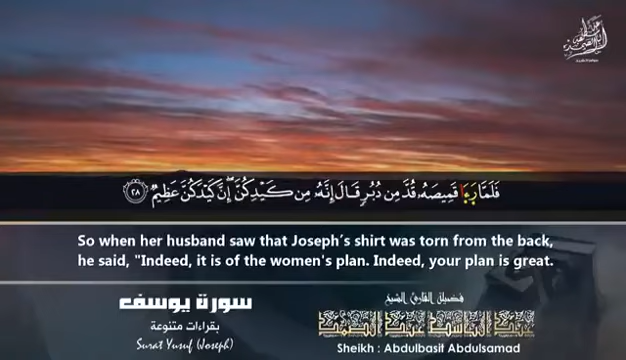 فَلَمَّا رَءَا قَمِيصَهُۥ قُدَّ مِن دُبُرٍ قَالَ إِنَّهُۥ مِن كَيْدِكُنَّ ۖ إِنَّ كَيْدَكُنَّ عَظِيمٌ ٢٨
So when her husband saw that Joseph's shirt was torn from the back,
he said, "Indeed, it is of the women's plan. Indeed, your plan is great.
سورة يوسف
بقراءات متنوعة
Surat Yusuf (Joseph)
فضيلة القارئ الشيخ
عبد الباسط عبد الصمد
Sheikh : Abdulbasit Abdulsamad